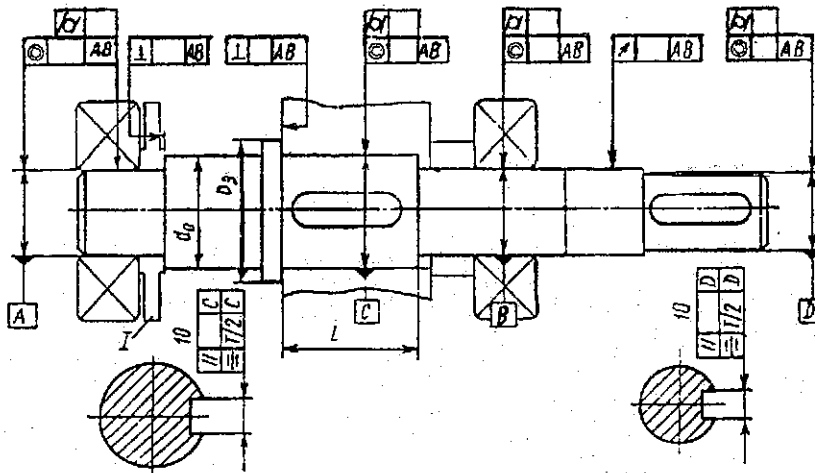 ⌭
◎ AB
⊥ AB
⊥ AB
⌭
◎ AB
⌭
◎ AB
↗ AB
⌭
◎ AB
D₃
d₀
A
I
C
B
D
L
10
// C
⌯ T/2 C
10
// D
⌯ T/2 D